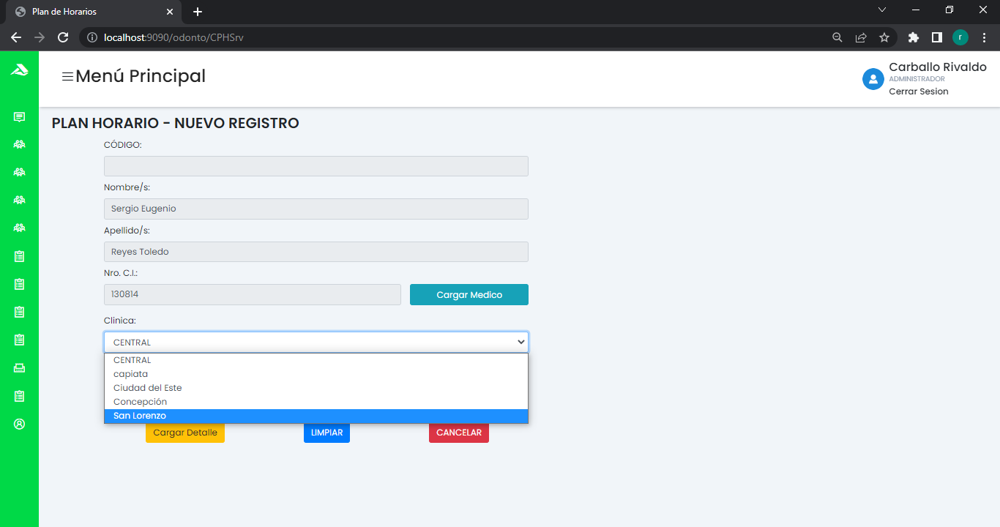 Plan de Horarios
localhost:9090/odonto/CPHSrv
r
Menú Principal
Carballo Rivaldo
ADMINISTRADOR
Cerrar Sesion
PLAN HORARIO - NUEVO REGISTRO
CÓDIGO:
Nombre/s:
Sergio Eugenio
Apellido/s:
Reyes Toledo
Nro. C.I.:
130814
Cargar Medico
Clinica:
CENTRAL
CENTRAL
capiata
Ciudad del Este
Concepción
San Lorenzo
Cargar Detalle
LIMPIAR
CANCELAR